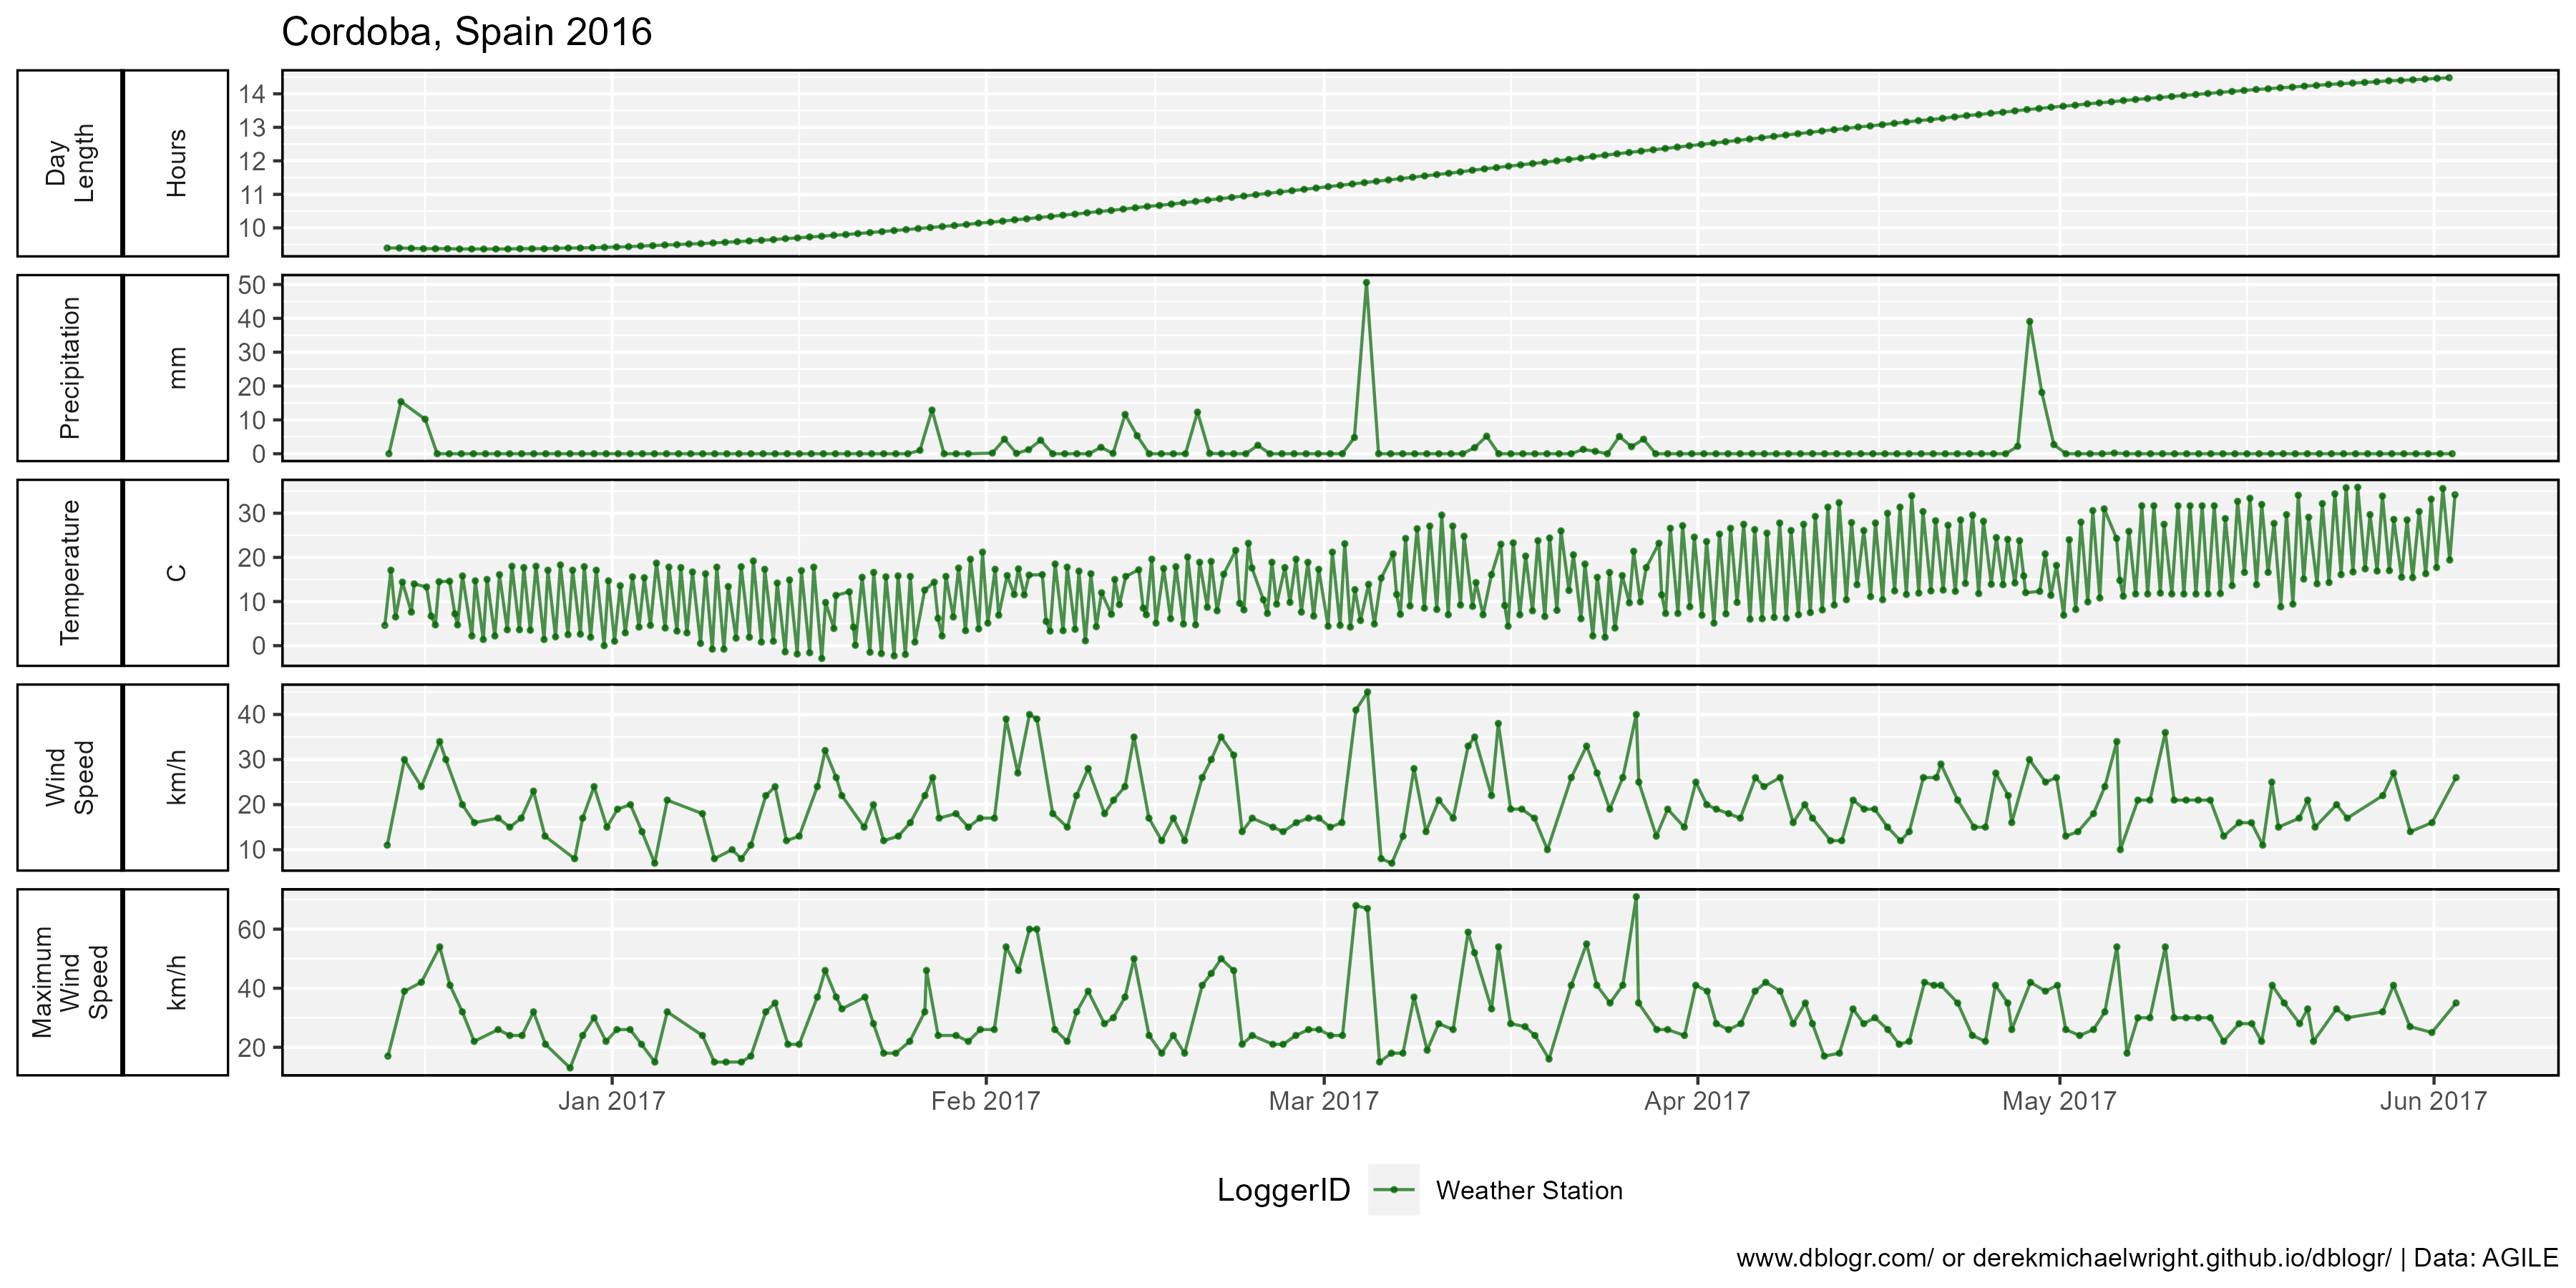 Cordoba, Spain 2016
Day
Length
Hours
14
13
12
11
10
Precipitation
mm
50
40
30
20
10
0
Temperature
C
30
20
10
0
Wind
Speed
km/h
40
30
20
10
Maximum
Wind
Speed
km/h
60
40
20
Jan 2017
Feb 2017
Mar 2017
Apr 2017
May 2017
Jun 2017
LoggerID
Weather Station
www.dblogr.com/ or derekmichaelwright.github.io/dblogr/ | Data: AGILE